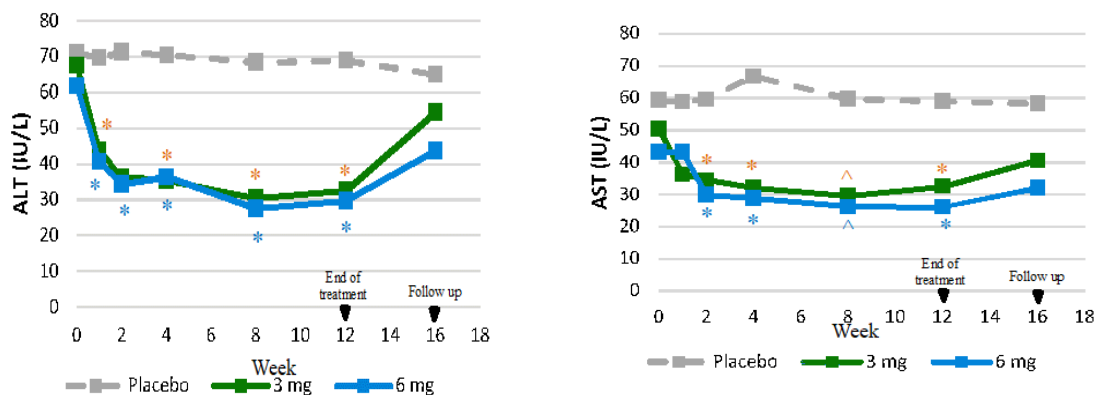 80
70
60
50
40
30
20
10
0
ALT (IU/L)
*
*
*
*
*
*
*
*
*
End of
treatment
Follow up
0 2 4 6 8 10 12 14 16 18
Week
Placebo 3 mg 6 mg
80
70
60
50
40
30
20
10
0
AST (IU/L)
*
*
^
*
*
*
^
*
End of
treatment
Follow up
0 2 4 6 8 10 12 14 16 18
Week
Placebo 3 mg 6 mg